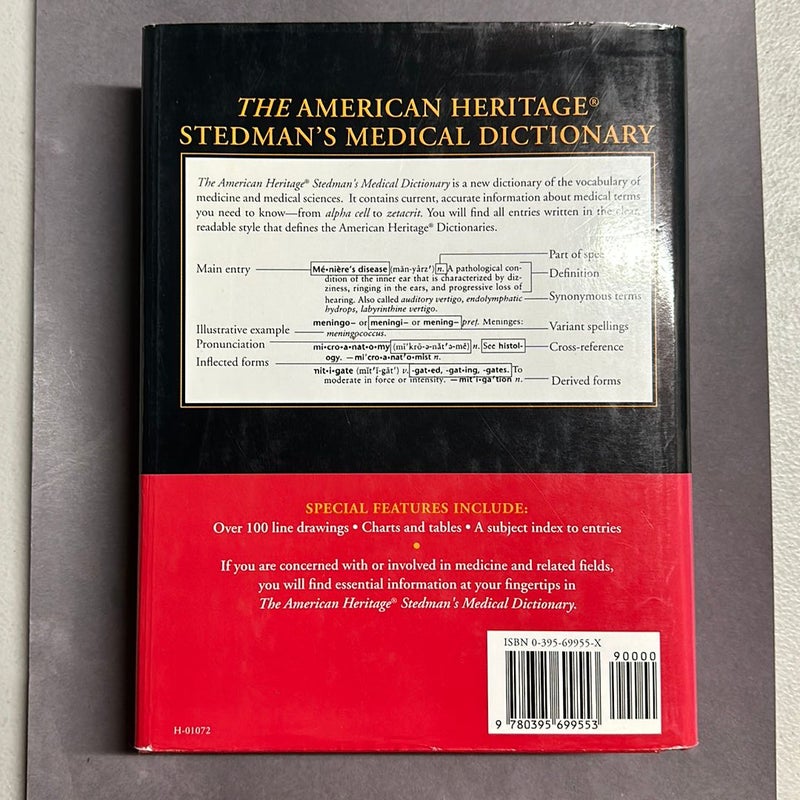 THE AMERICAN HERITAGE®
STEDMAN'S MEDICAL DICTIONARY
The American Heritage® Stedman's Medical Dictionary is a new dictionary of the vocabulary of
medicine and medical sciences. It contains current, accurate information about medical terms
you need to know—from alpha cell to zetacrit. You will find all entries written in the clear,
readable style that defines the American Heritage® Dictionaries.
Part of
Main entry
Mé•nière's disease (mān-yârz′) n. A pathological con-
dition of the inner ear that is characterized by diz-
ziness, ringing in the ears, and progressive loss of
hearing. Also called auditory vertigo, endolymphatic
hydrops, labyrinthine vertigo.
Definition
Synonymous terms
Illustrative example
meningo– or meningi– or mening– pref. Meninges:
meningococcus.
Variant spellings
Pronunciation
mi•cro•a•nat•o•my (mī′krō-ə-năt′ə-mē) n. See histol-
ogy. —mi′cro•a•nat′o•mist n.
Cross-reference
Inflected forms
mit•i•gate (mĭt′ĭ-gāt′) v. -gat•ed, -gat•ing, -gates. To
moderate in force or intensity. —mit′i•ga′tion n.
Derived forms
SPECIAL FEATURES INCLUDE:
Over 100 line drawings • Charts and tables • A subject index to entries
•
If you are concerned with or involved in medicine and related fields,
you will find essential information at your fingertips in
The American Heritage® Stedman's Medical Dictionary.
ISBN 0-395-69955-X
90000
9 780395 699553
H-01072